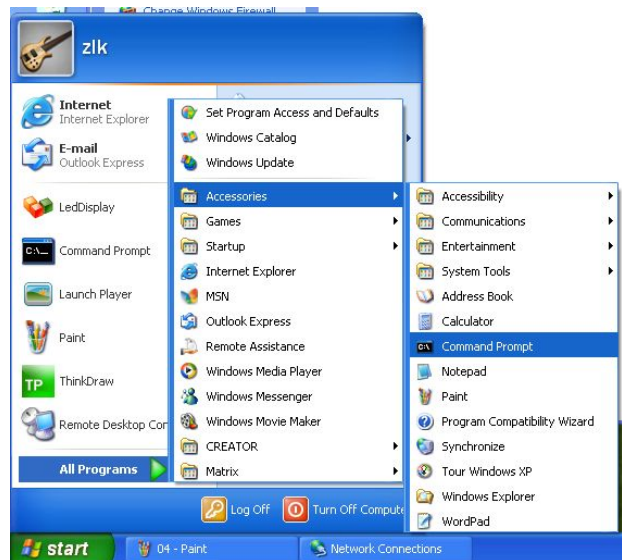 Change Windows Firewall
zlk
Internet
Internet Explorer
E-mail
Outlook Express
LedDisplay
C:\_
Command Prompt
Launch Player
Paint
TP
ThinkDraw
Remote Desktop Con
All Programs
Set Program Access and Defaults
Windows Catalog
Windows Update
Accessories
Games
Startup
Internet Explorer
MSN
Outlook Express
Remote Assistance
Windows Media Player
Windows Messenger
Windows Movie Maker
CREATOR
Matrix
Accessibility
Communications
Entertainment
System Tools
Address Book
Calculator
Command Prompt
Notepad
Paint
Program Compatibility Wizard
Synchronize
Tour Windows XP
Windows Explorer
WordPad
Log Off
Turn Off Compute
start
04 - Paint
Network Connections